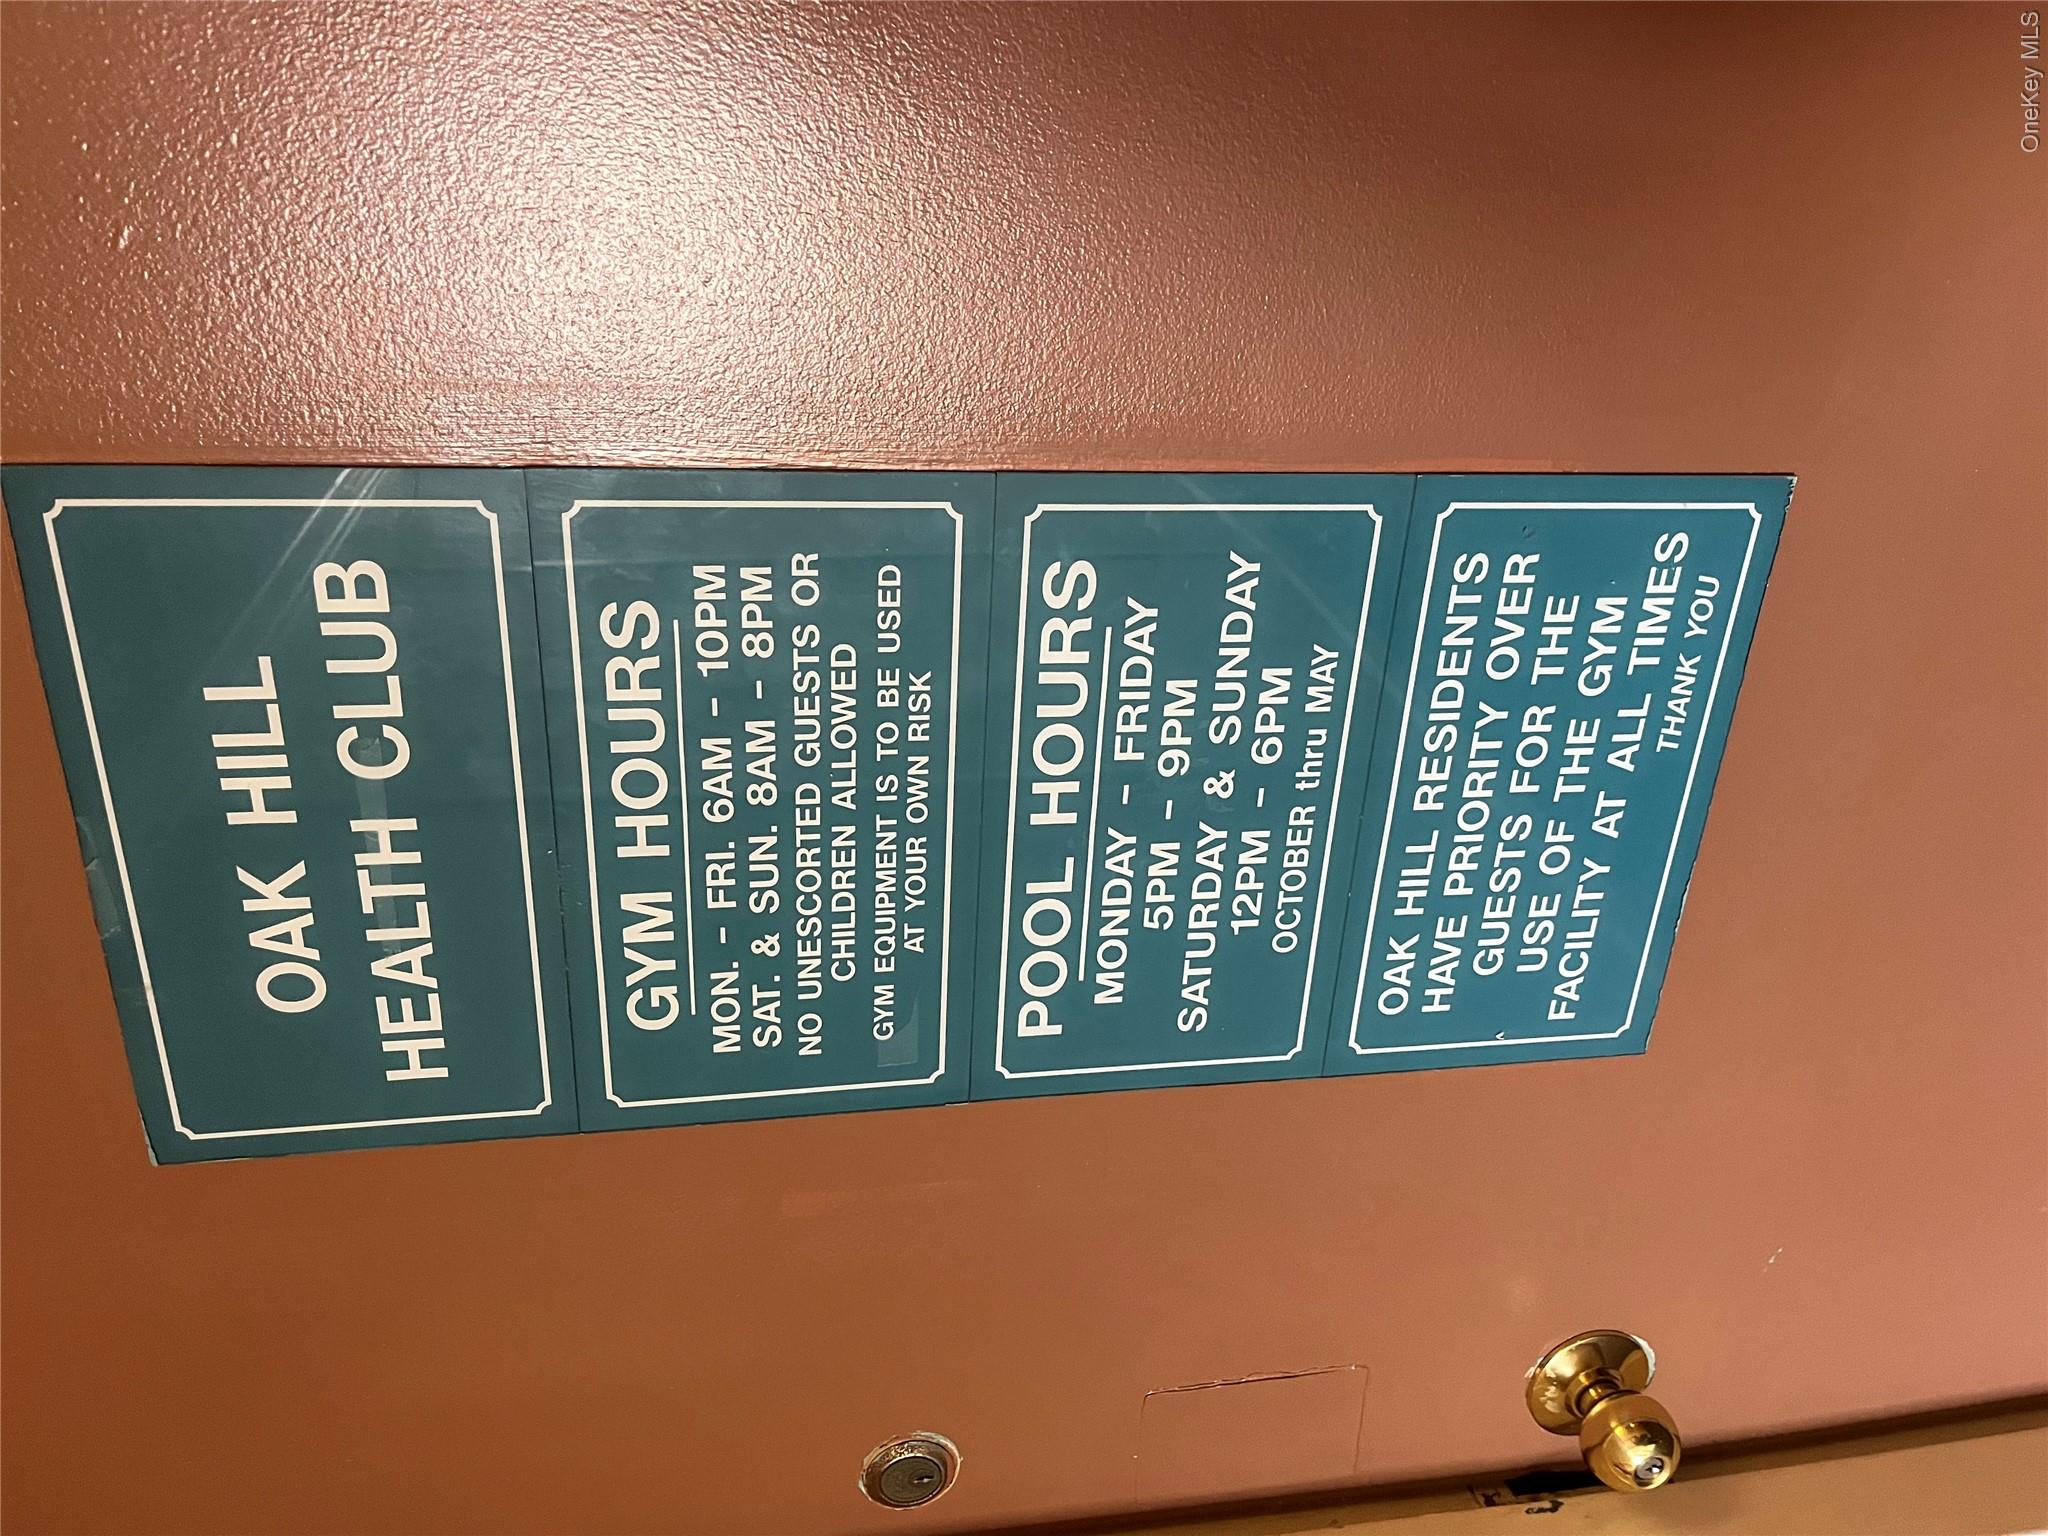 OAK HILL
HEALTH CLUB
GYM HOURS
MON. - FRI. 6AM - 10PM
SAT. & SUN. 8AM - 8PM
NO UNESCORTED GUESTS OR
CHILDREN ALLOWED
GYM EQUIPMENT IS TO BE USED
AT YOUR OWN RISK
POOL HOURS
MONDAY - FRIDAY
5PM - 9PM
SATURDAY & SUNDAY
12PM - 6PM
OCTOBER thru MAY
OAK HILL RESIDENTS
HAVE PRIORITY OVER
GUESTS FOR THE
USE OF THE GYM
FACILITY AT ALL TIMES
THANK YOU
OneKey MLS